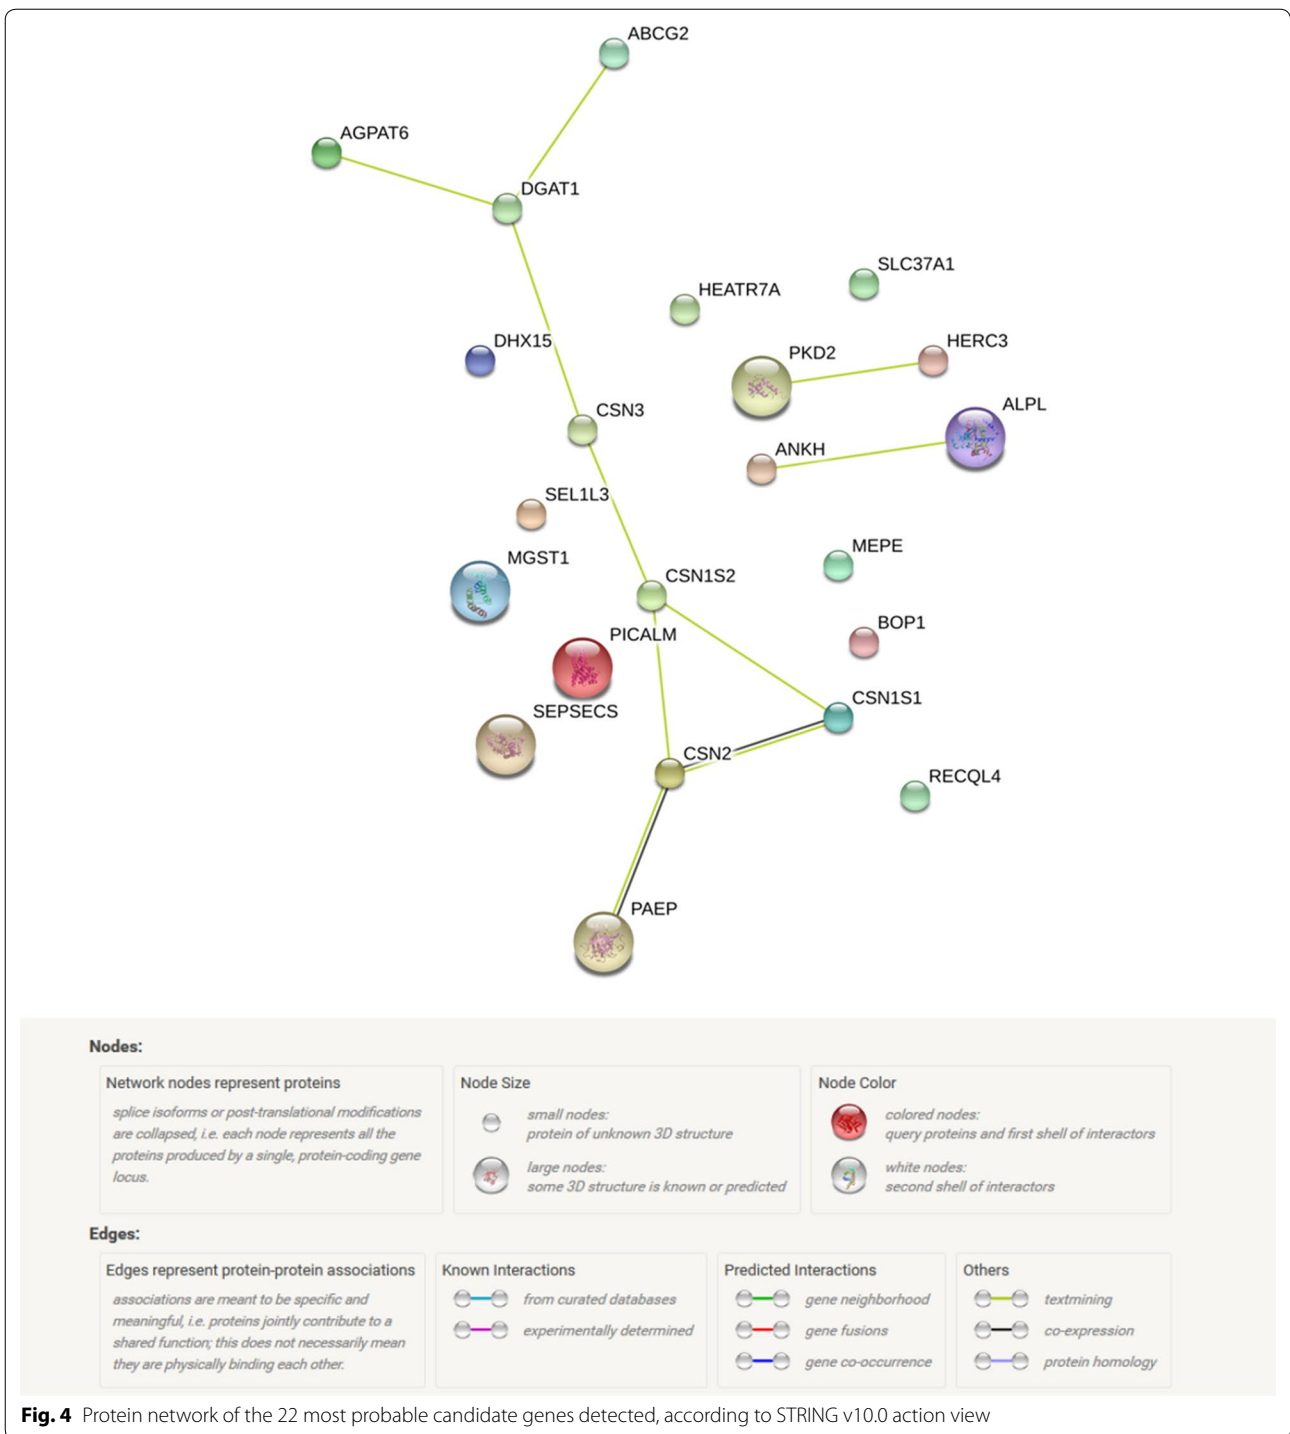 ABCG2
AGPAT6
DGAT1
SLC37A1
HEATR7A
DHX15
HERC3
PKD2
ALPL
CSN3
ANKH
SEL1L3
MEPE
MGST1
CSN1S2
BOP1
PICALM
CSN1S1
SEPSECS
CSN2
RECQL4
PAEP
Nodes:
Network nodes represent proteins
splice isoforms or post-translational modifications
are collapsed, i.e. each node represents all the
proteins produced by a single, protein-coding gene
locus.
Node Size
small nodes:
protein of unknown 3D structure
large nodes:
some 3D structure is known or predicted
Node Color
colored nodes:
query proteins and first shell of interactors
white nodes:
second shell of interactors
Edges:
Edges represent protein-protein associations
associations are meant to be specific and
meaningful, i.e. proteins jointly contribute to a
shared function; this does not necessarily mean
they are physically binding each other.
Known Interactions
from curated databases
experimentally determined
Predicted Interactions
gene neighborhood
gene fusions
gene co-occurrence
Others
textmining
co-expression
protein homology
Fig. 4 Protein network of the 22 most probable candidate genes detected, according to STRING v10.0 action view